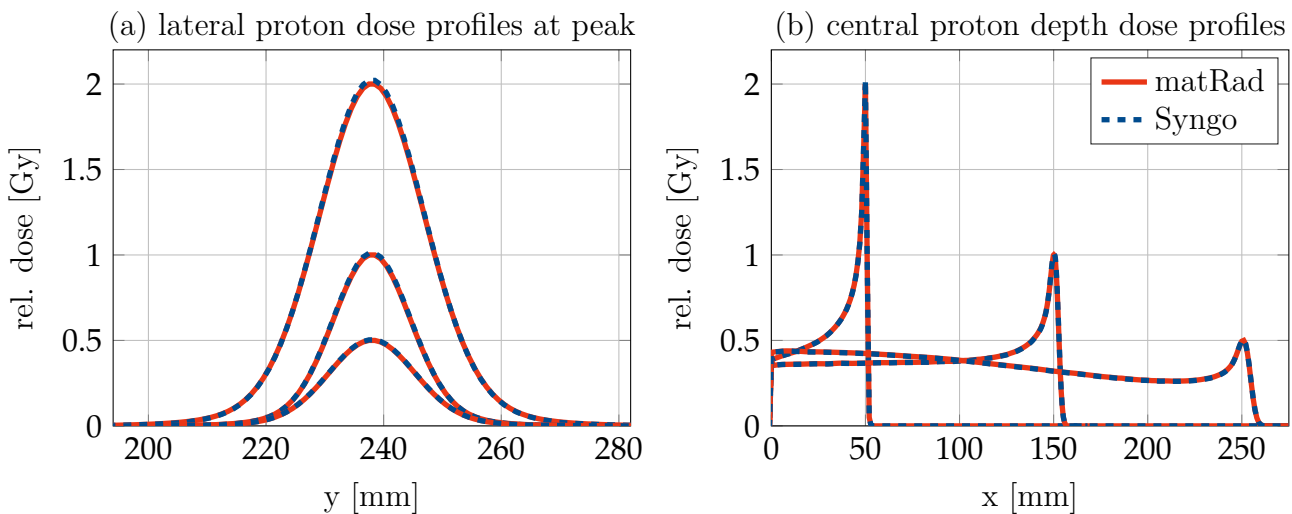 (a) lateral proton dose profiles at peak
rel. dose [Gy]
2
1.5
1
0.5
0
200 220 240 260 280
y [mm]
(b) central proton depth dose profiles
rel. dose [Gy]
2
1.5
1
0.5
0
0 50 100 150 200 250
x [mm]
matRad
Syngo